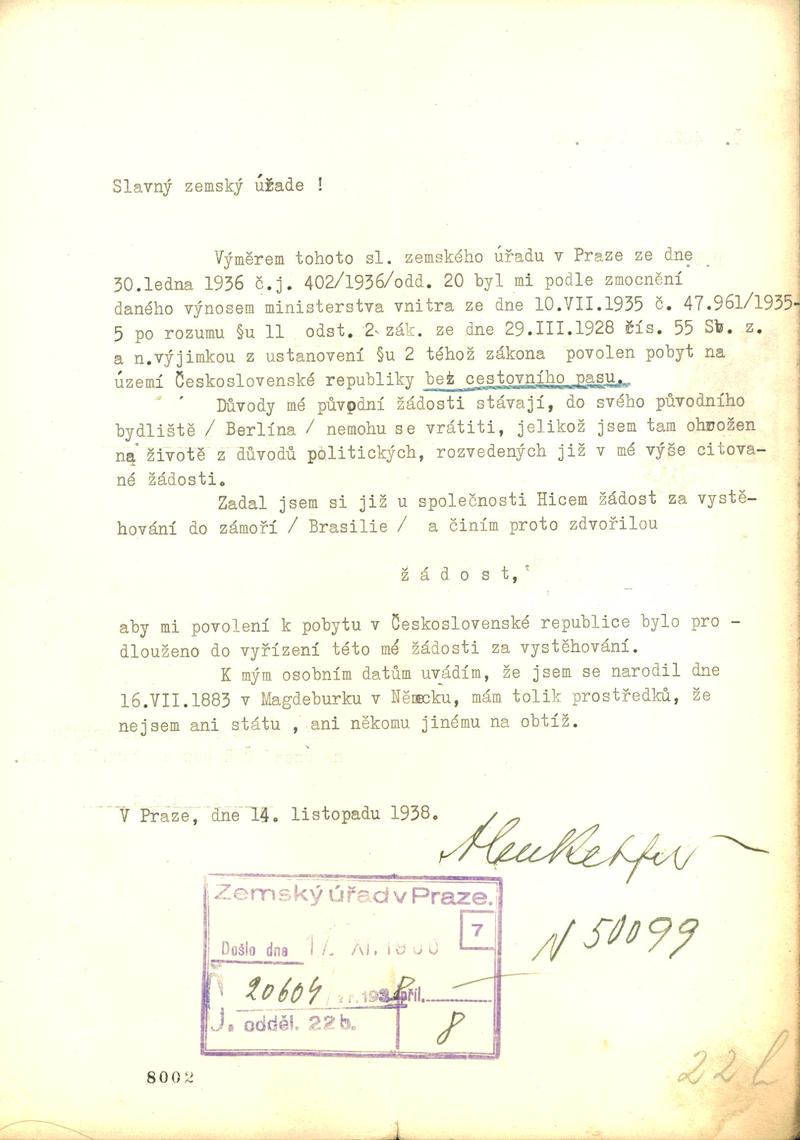 Slavný zemský úřade !
Výměrem tohoto sl. zemského úřadu v Praze ze dne
30.ledna 1936 č.j. 402/1936/odd. 20 byl mi podle zmocnění
daného výnosem ministerstva vnitra ze dne 10.VII.1935 č. 47.961/1935-
5 po rozumu §u 11 odst. 2 zák. ze dne 29.III.1928 čís. 55 Sb. z.
a n.výjimkou z ustanovení §u 2 téhož zákona povolen pobyt na
území Československé republiky bez cestovního pasu.
Důvody mé původní žádosti stávají, do svého původního
bydliště / Berlína / nemohu se vrátiti, jelikož jsem tam ohrožen
na životě z důvodů politických, rozvedených již v mé výše citova-
né žádosti.
Zadal jsem si již u společnosti Hicem žádost za vystě-
hování do zámoří / Brasilie / a činím proto zdvořilou
ž á d o s t,
aby mi povolení k pobytu v Československé republice bylo pro -
dlouženo do vyřízení této mé žádosti za vystěhování.
K mým osobním datům uvádím, že jsem se narodil dne
16.VII.1883 v Magdeburku v Německu, mám tolik prostředků, že
nejsem ani státu , ani někomu jinému na obtíž.
V Praze, dne 14. listopadu 1938.
Zemský úřad v Praze.
7
Došlo dne 17. XI. 1938
20604 příl.
J. odděl. 22b. 8
N 50099
8002
22b